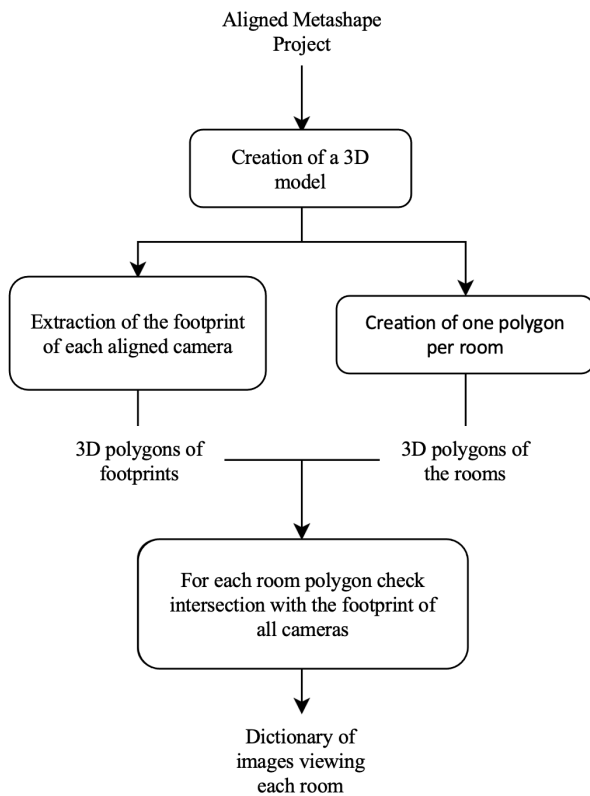 Aligned Metashape
Project
Creation of a 3D
model
Extraction of the footprint
of each aligned camera
Creation of one polygon
per room
3D polygons of
footprints
3D polygons of
the rooms
For each room polygon check
intersection with the footprint of
all cameras
Dictionary of
images viewing
each room